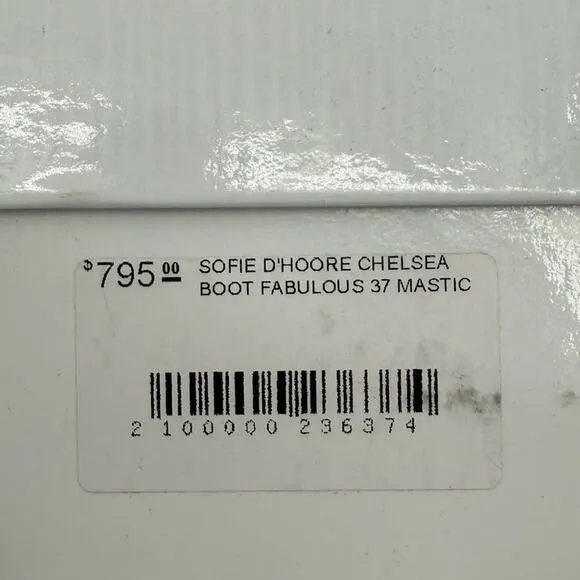 $795.00 SOFIE D'HOORE CHELSEA
BOOT FABULOUS 37 MASTIC
2 100000 236374